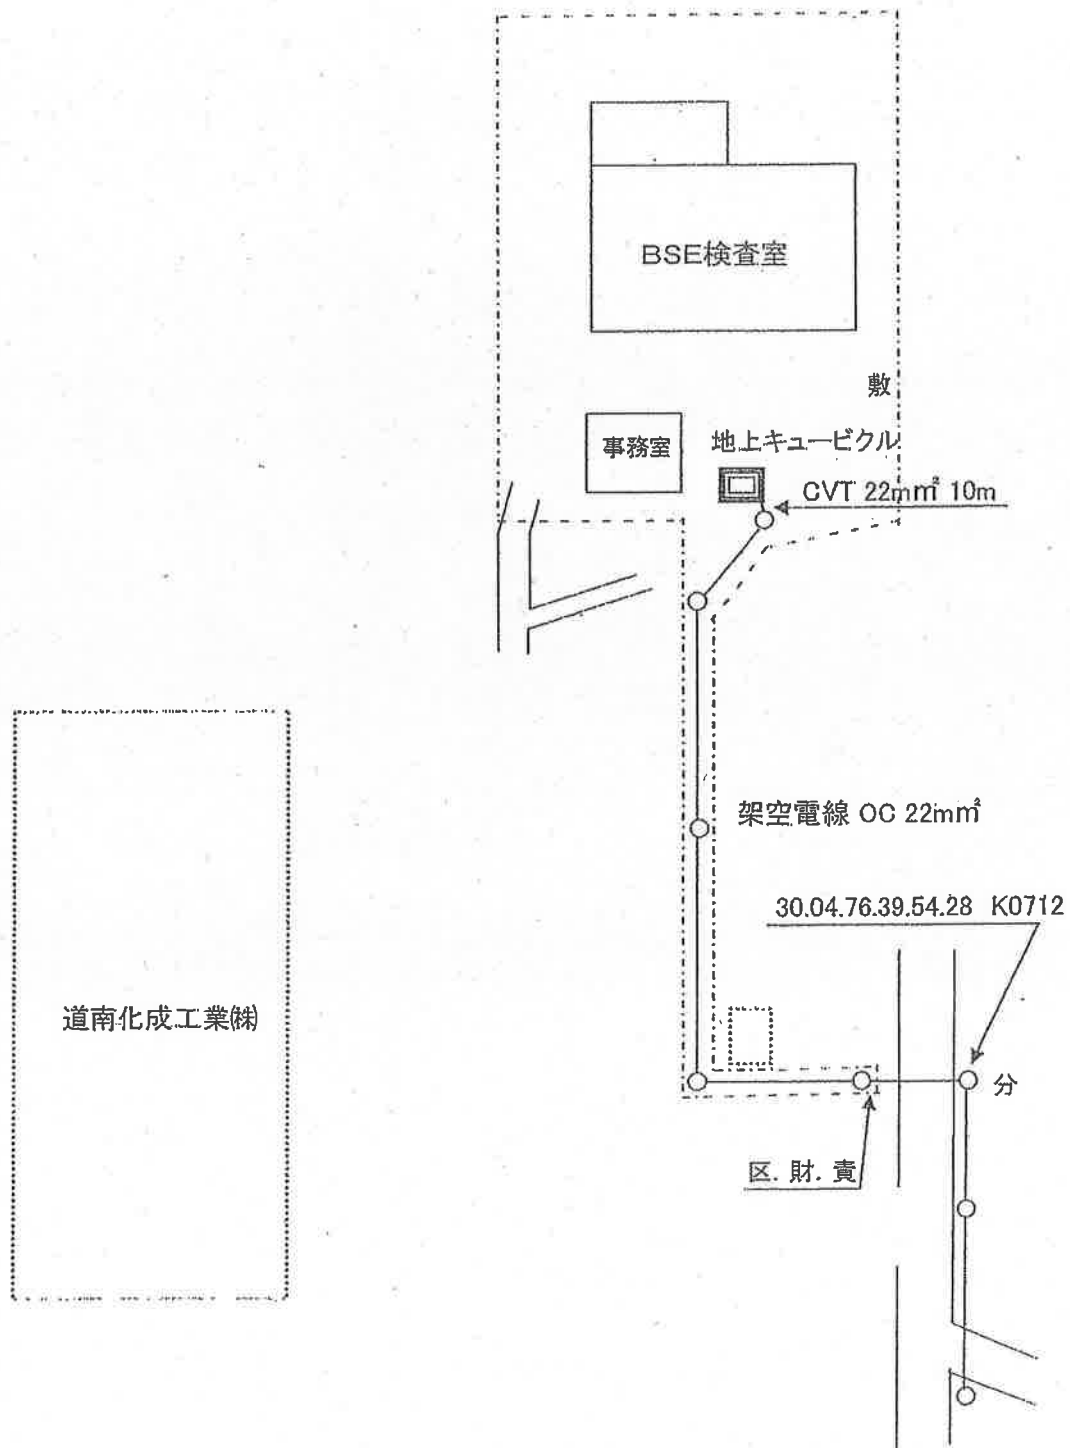 BSE検査室
敷
事務室
地上キュービクル
CVT 22mm² 10m
架空電線 OC 22mm²
30.04.76.39.54.28 K0712
道南化成工業㈱
分
区. 財. 責